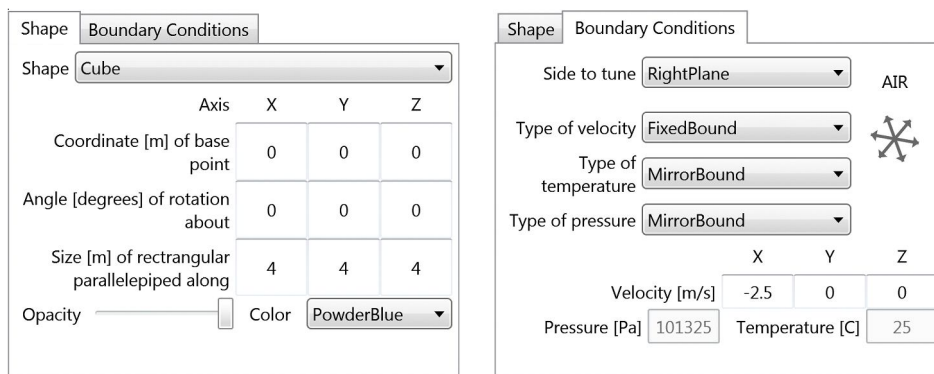 Shape Boundary Conditions
Shape Cube
Axis X Y Z
Coordinate [m] of base
point 0 0 0
Angle [degrees] of rotation
about 0 0 0
Size [m] of rectangular
parallelepiped along 4 4 4
Opacity Color PowderBlue
Shape Boundary Conditions
Side to tune RightPlane
AIR
Type of velocity FixedBound
Type of
temperature MirrorBound
Type of pressure MirrorBound
X Y Z
Velocity [m/s] -2.5 0 0
Pressure [Pa] 101325 Temperature [C] 25